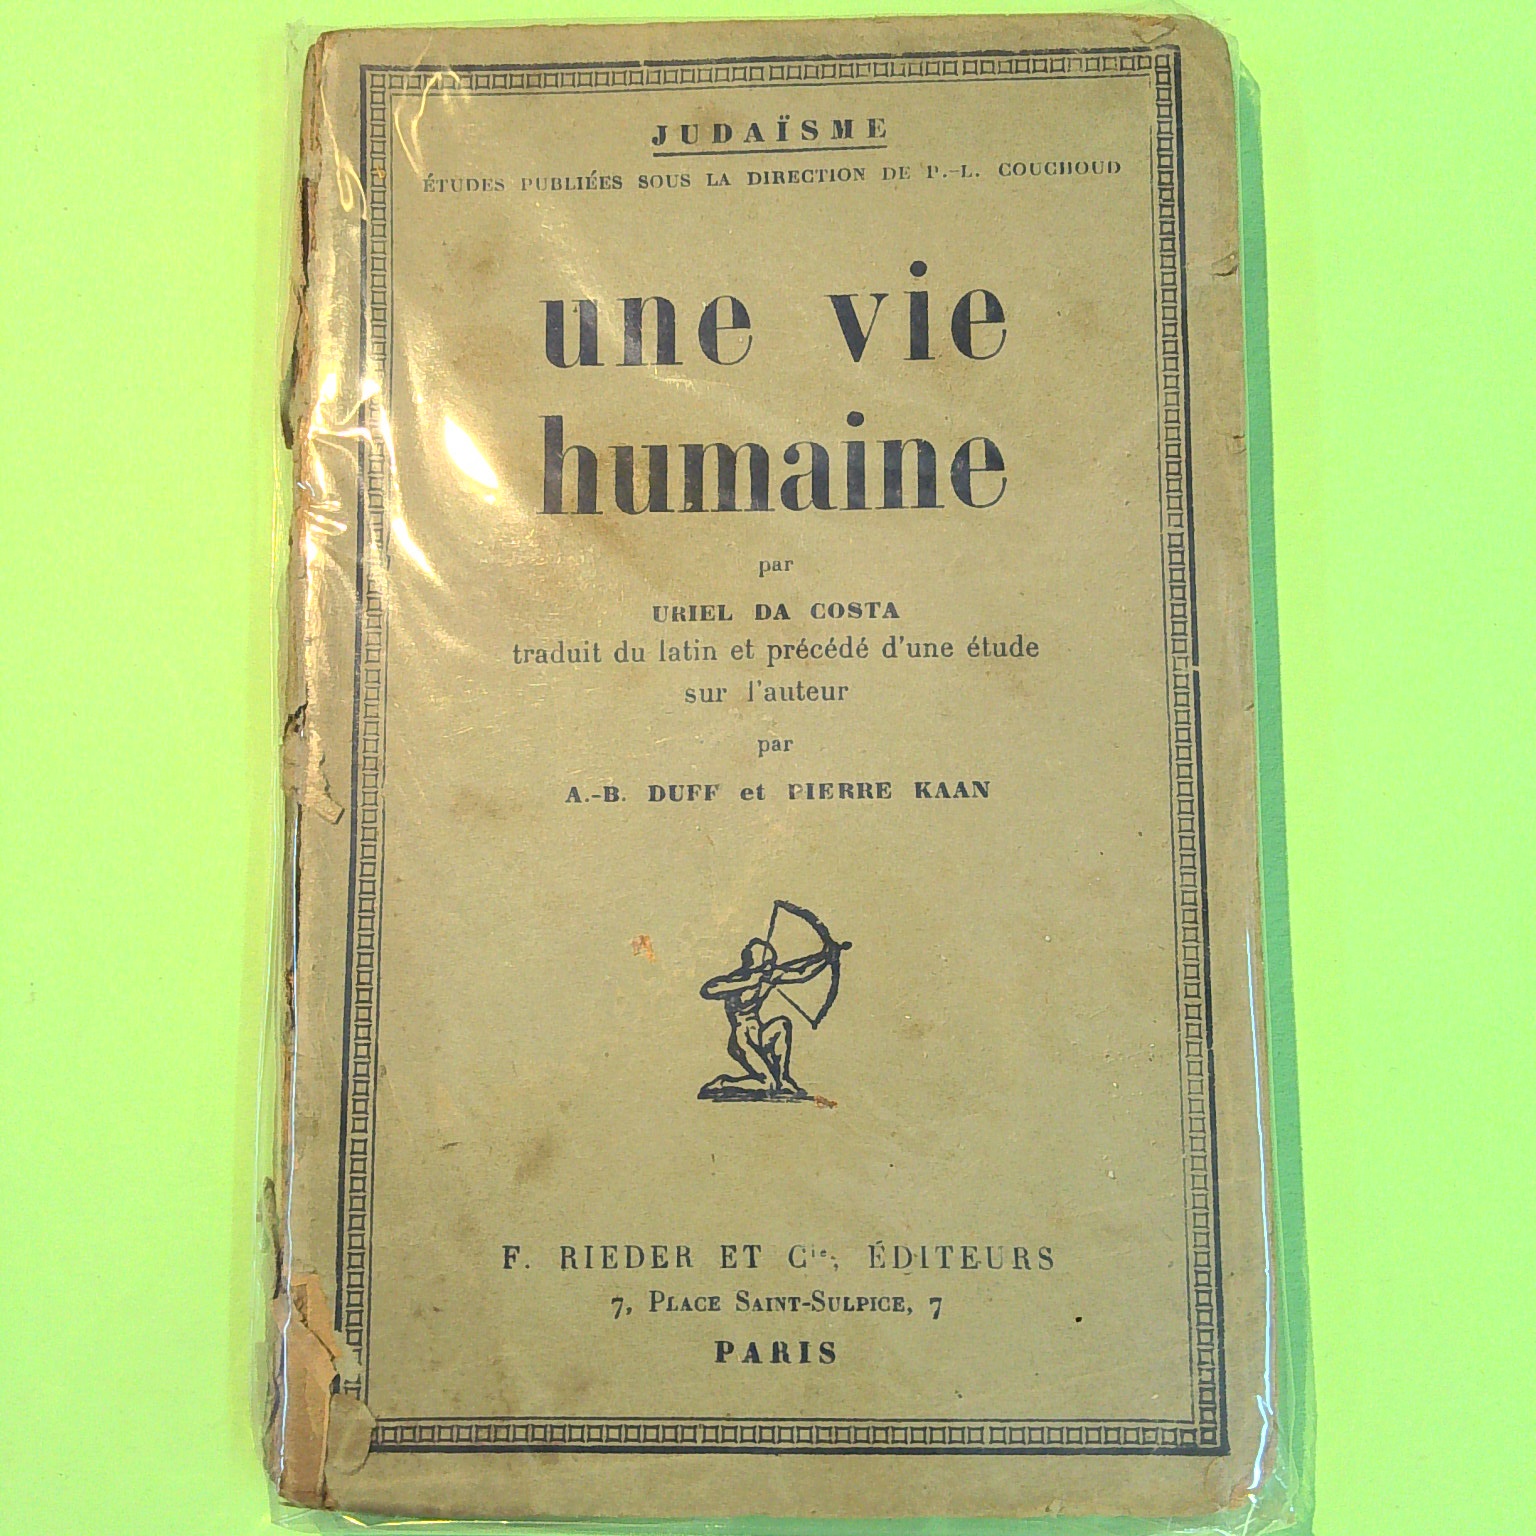 JUDAÏSME
ÉTUDES PUBLIÉES SOUS LA DIRECTION DE P.-L. COUCHOUD
une vie
humaine
par
URIEL DA COSTA
traduit du latin et précédé d'une étude
sur l'auteur
par
A.-B. DUFF et PIERRE KAAN
F. RIEDER ET Cie, ÉDITEURS
7, PLACE SAINT-SULPICE, 7
PARIS